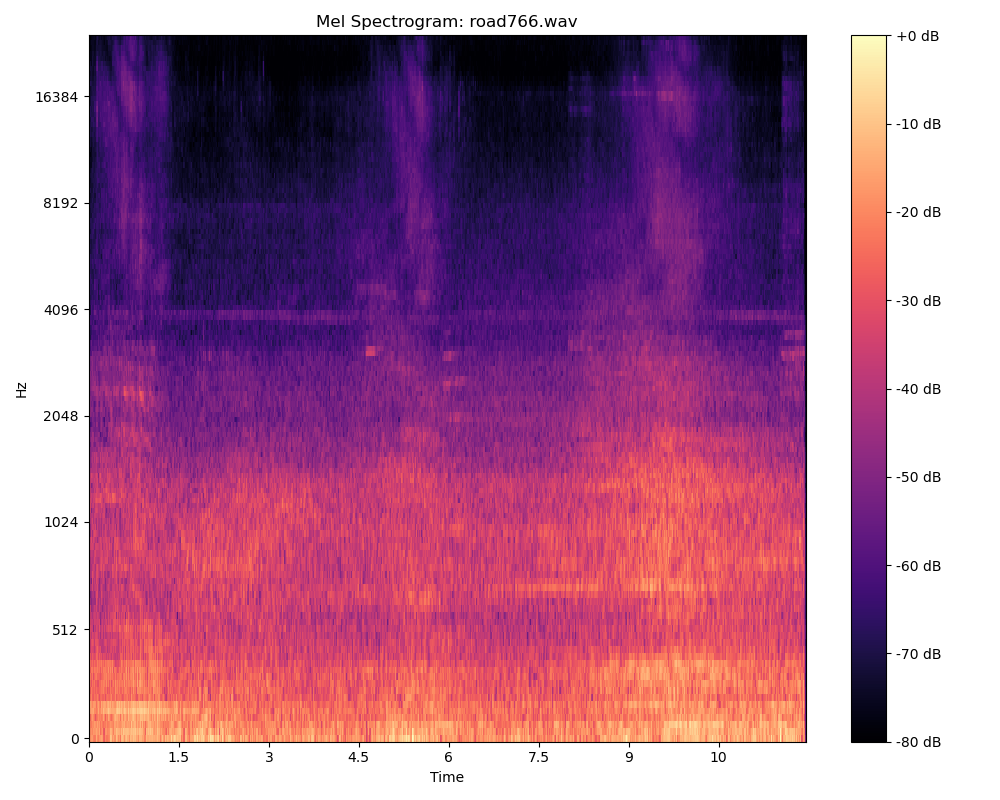 Mel Spectrogram: road766.wav
Hz
16384
8192
4096
2048
1024
512
0
0 1.5 3 4.5 6 7.5 9 10
Time
+0 dB
-10 dB
-20 dB
-30 dB
-40 dB
-50 dB
-60 dB
-70 dB
-80 dB